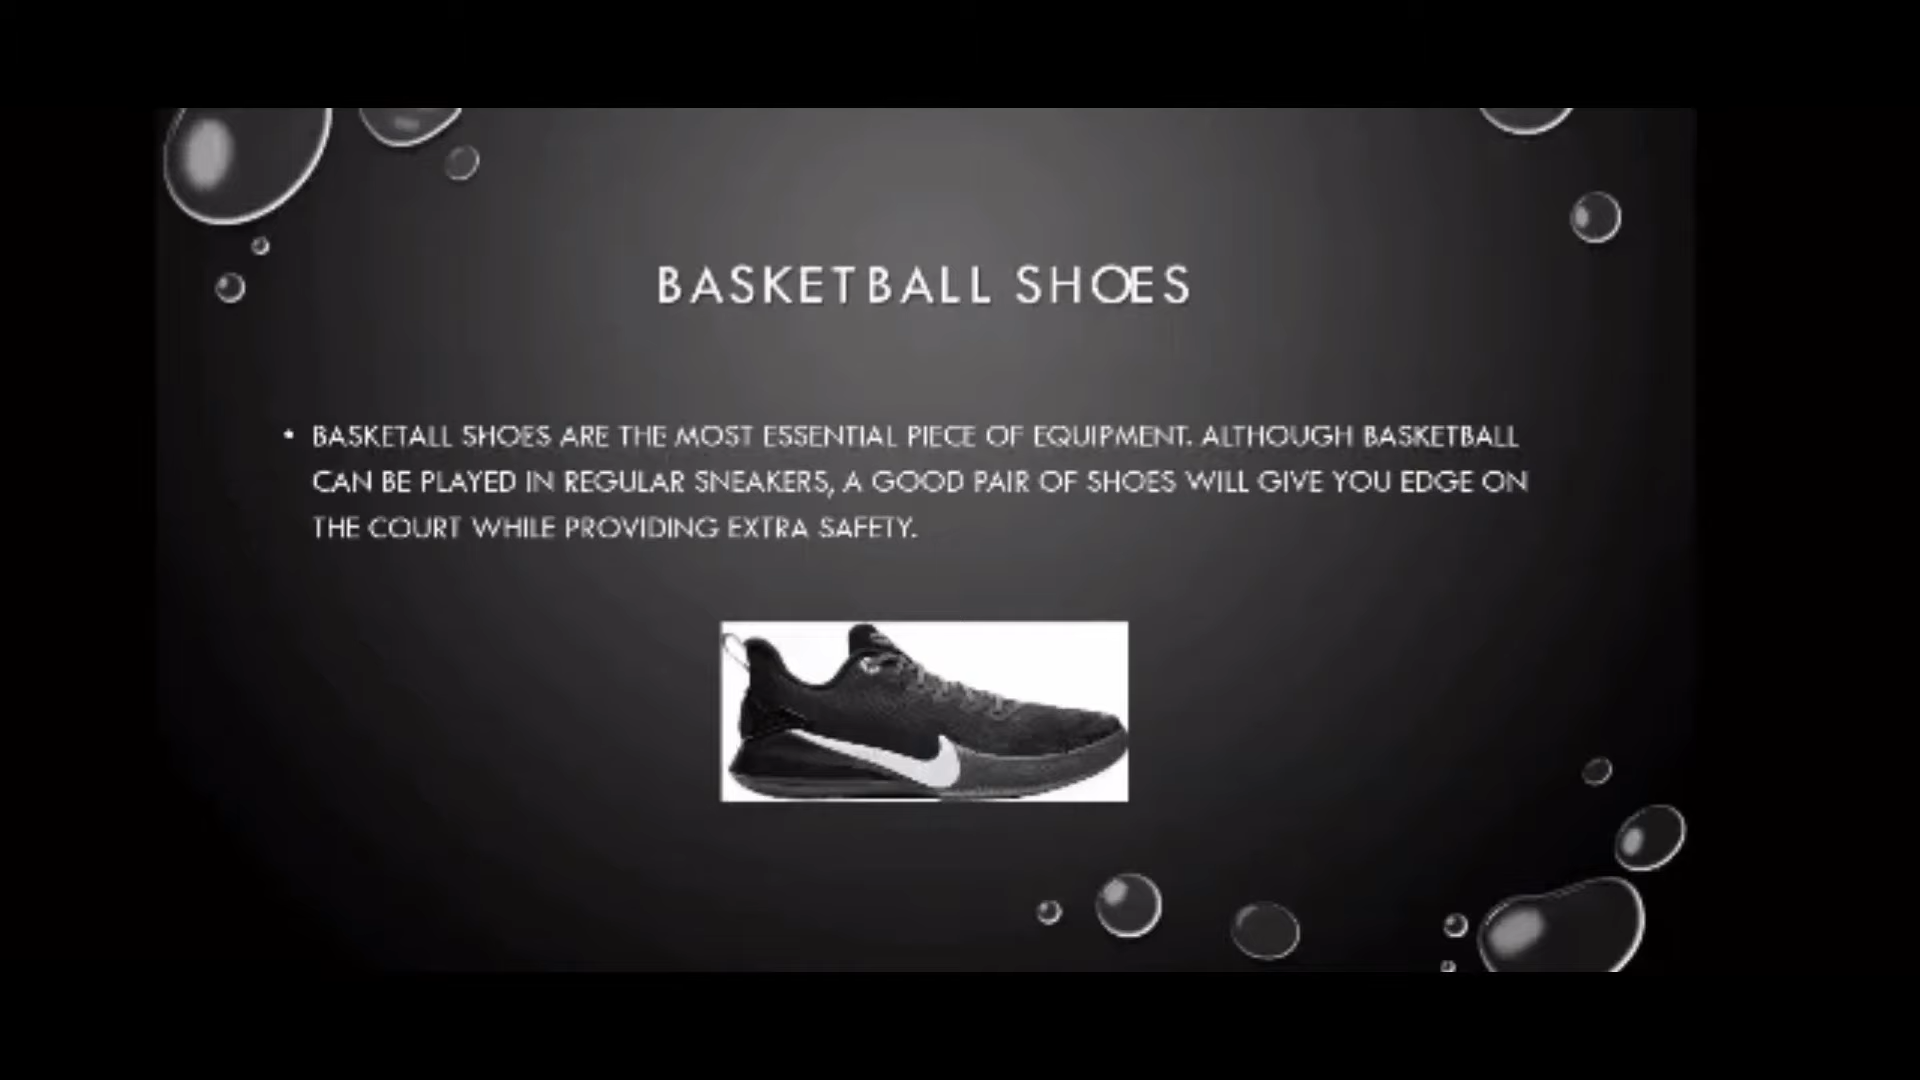 BASKETBALL SHOES
• BASKETALL SHOES ARE THE MOST ESSENTIAL PIECE OF EQUIPMENT. ALTHOUGH BASKETBALL
CAN BE PLAYED IN REGULAR SNEAKERS, A GOOD PAIR OF SHOES WILL GIVE YOU EDGE ON
THE COURT WHILE PROVIDING EXTRA SAFETY.